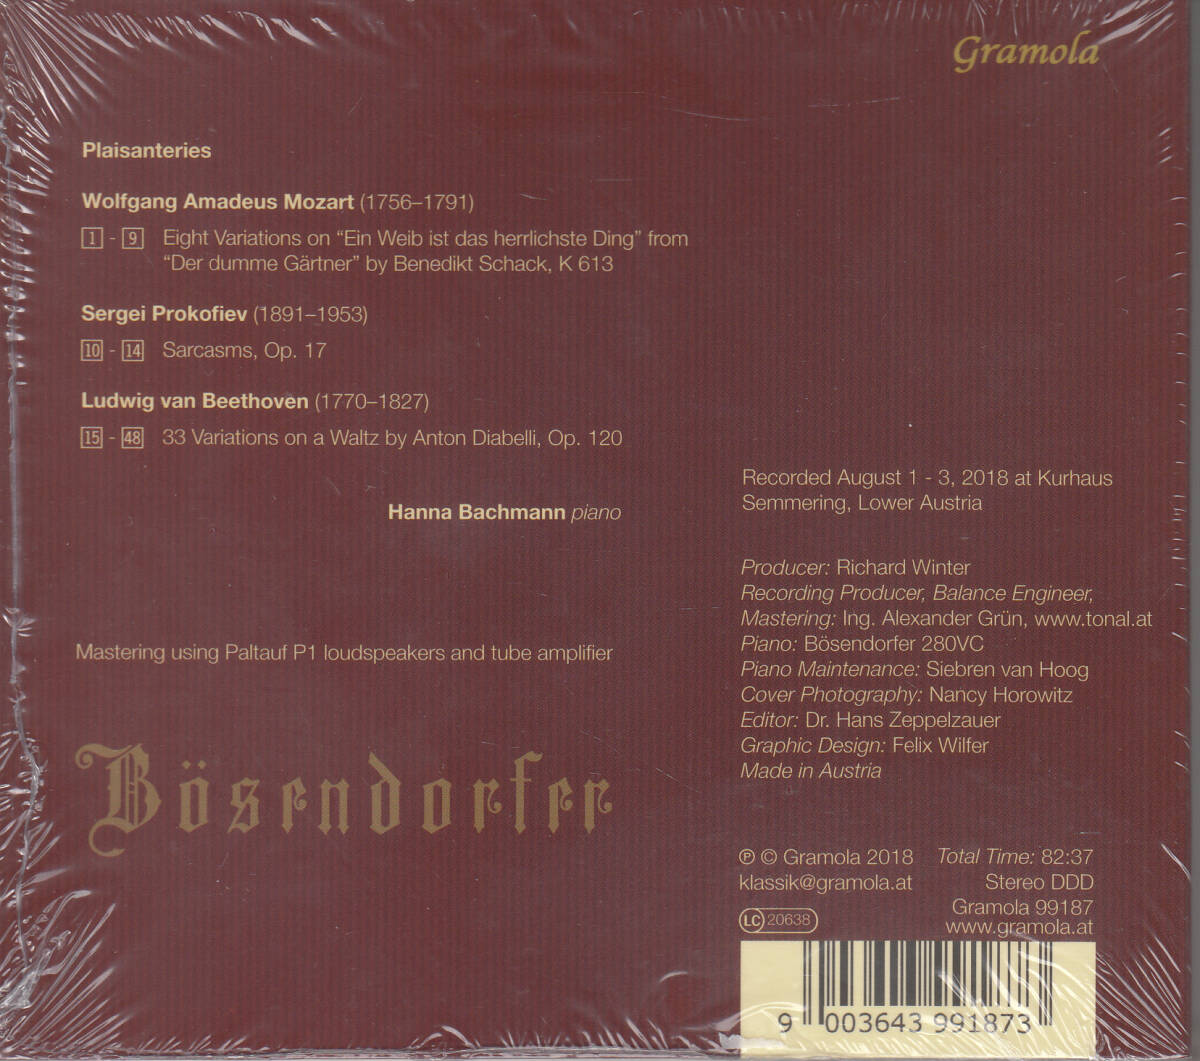 Gramola
Plaisanteries
Wolfgang Amadeus Mozart (1756–1791)
1 - 9 Eight Variations on “Ein Weib ist das herrlichste Ding” from
“Der dumme Gärtner” by Benedikt Schack, K 613
Sergei Prokofiev (1891–1953)
10 - 14 Sarcasms, Op. 17
Ludwig van Beethoven (1770–1827)
15 - 48 33 Variations on a Waltz by Anton Diabelli, Op. 120
Hanna Bachmann piano
Mastering using Paltauf P1 loudspeakers and tube amplifier
Bösendorfer
Recorded August 1 - 3, 2018 at Kurhaus
Semmering, Lower Austria
Producer: Richard Winter
Recording Producer, Balance Engineer,
Mastering: Ing. Alexander Grün, www.tonal.at
Piano: Bösendorfer 280VC
Piano Maintenance: Siebren van Hoog
Cover Photography: Nancy Horowitz
Editor: Dr. Hans Zeppelzauer
Graphic Design: Felix Wilfer
Made in Austria
℗ © Gramola 2018 Total Time: 82:37
klassik@gramola.at Stereo DDD
Gramola 99187
LC 20638 www.gramola.at
9 003643 991873